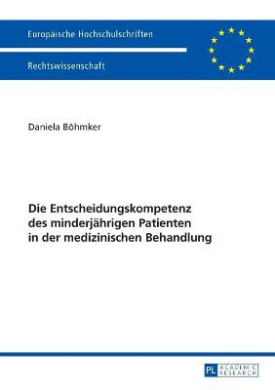 Europäische Hochschulschriften
Rechtswissenschaft
Daniela Böhmker
Die Entscheidungskompetenz
des minderjährigen Patienten
in der medizinischen Behandlung
PL ACADEMIC
RESEARCH